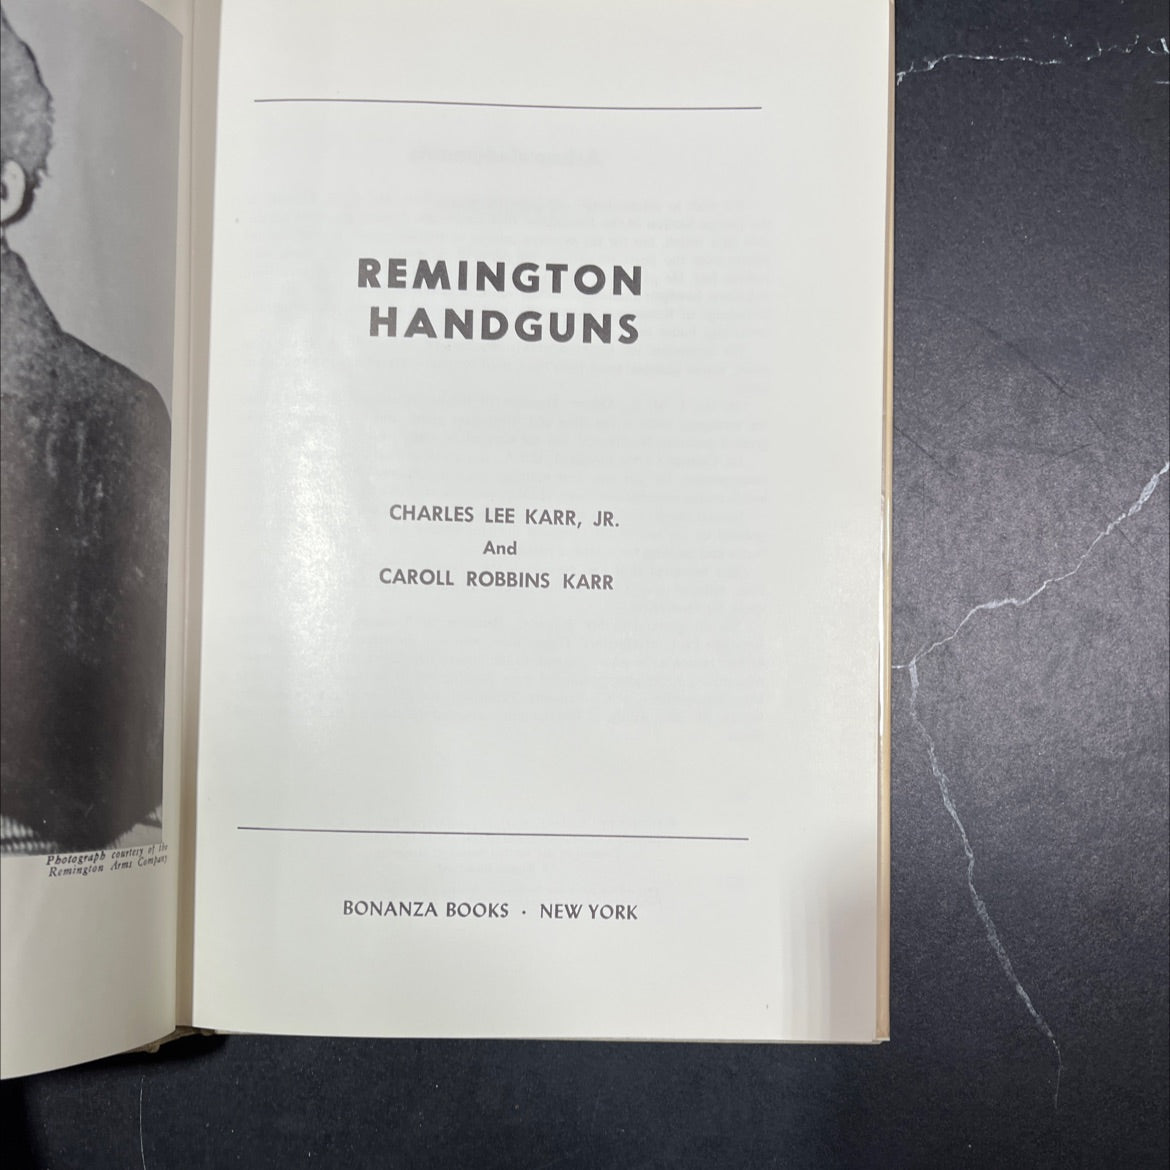 Photograph courtesy of the
Remington Arms Company
REMINGTON
HANDGUNS
CHARLES LEE KARR, JR.
And
CAROLL ROBBINS KARR
BONANZA BOOKS · NEW YORK